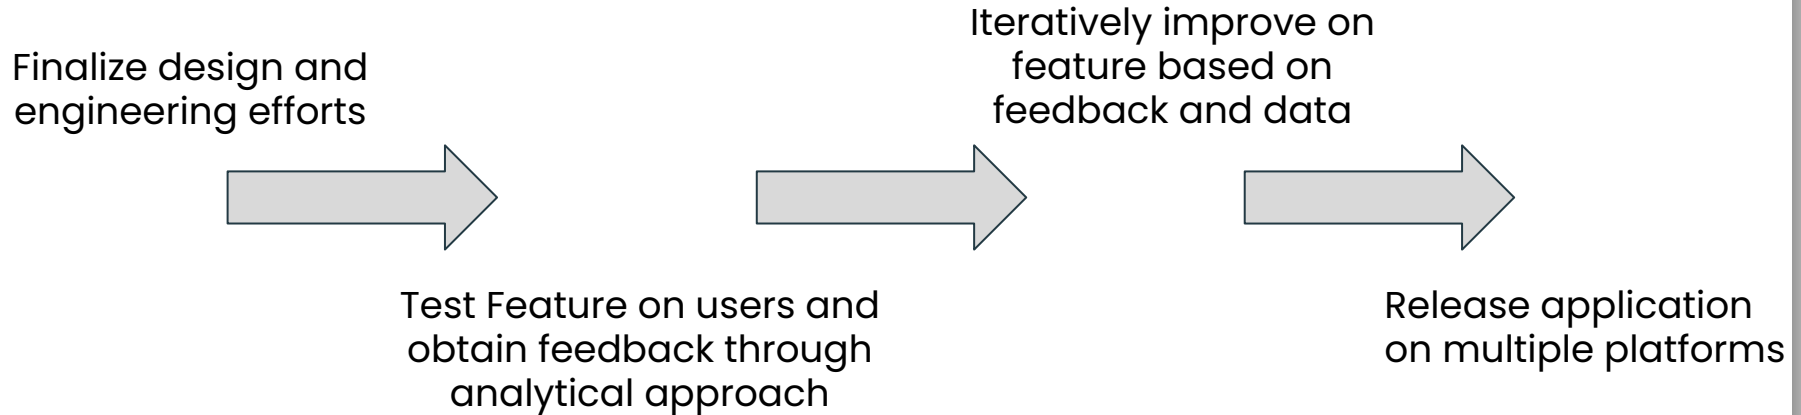 Finalize design and
engineering efforts
Test Feature on users and
obtain feedback through
analytical approach
Iteratively improve on
feature based on
feedback and data
Release application
on multiple platforms